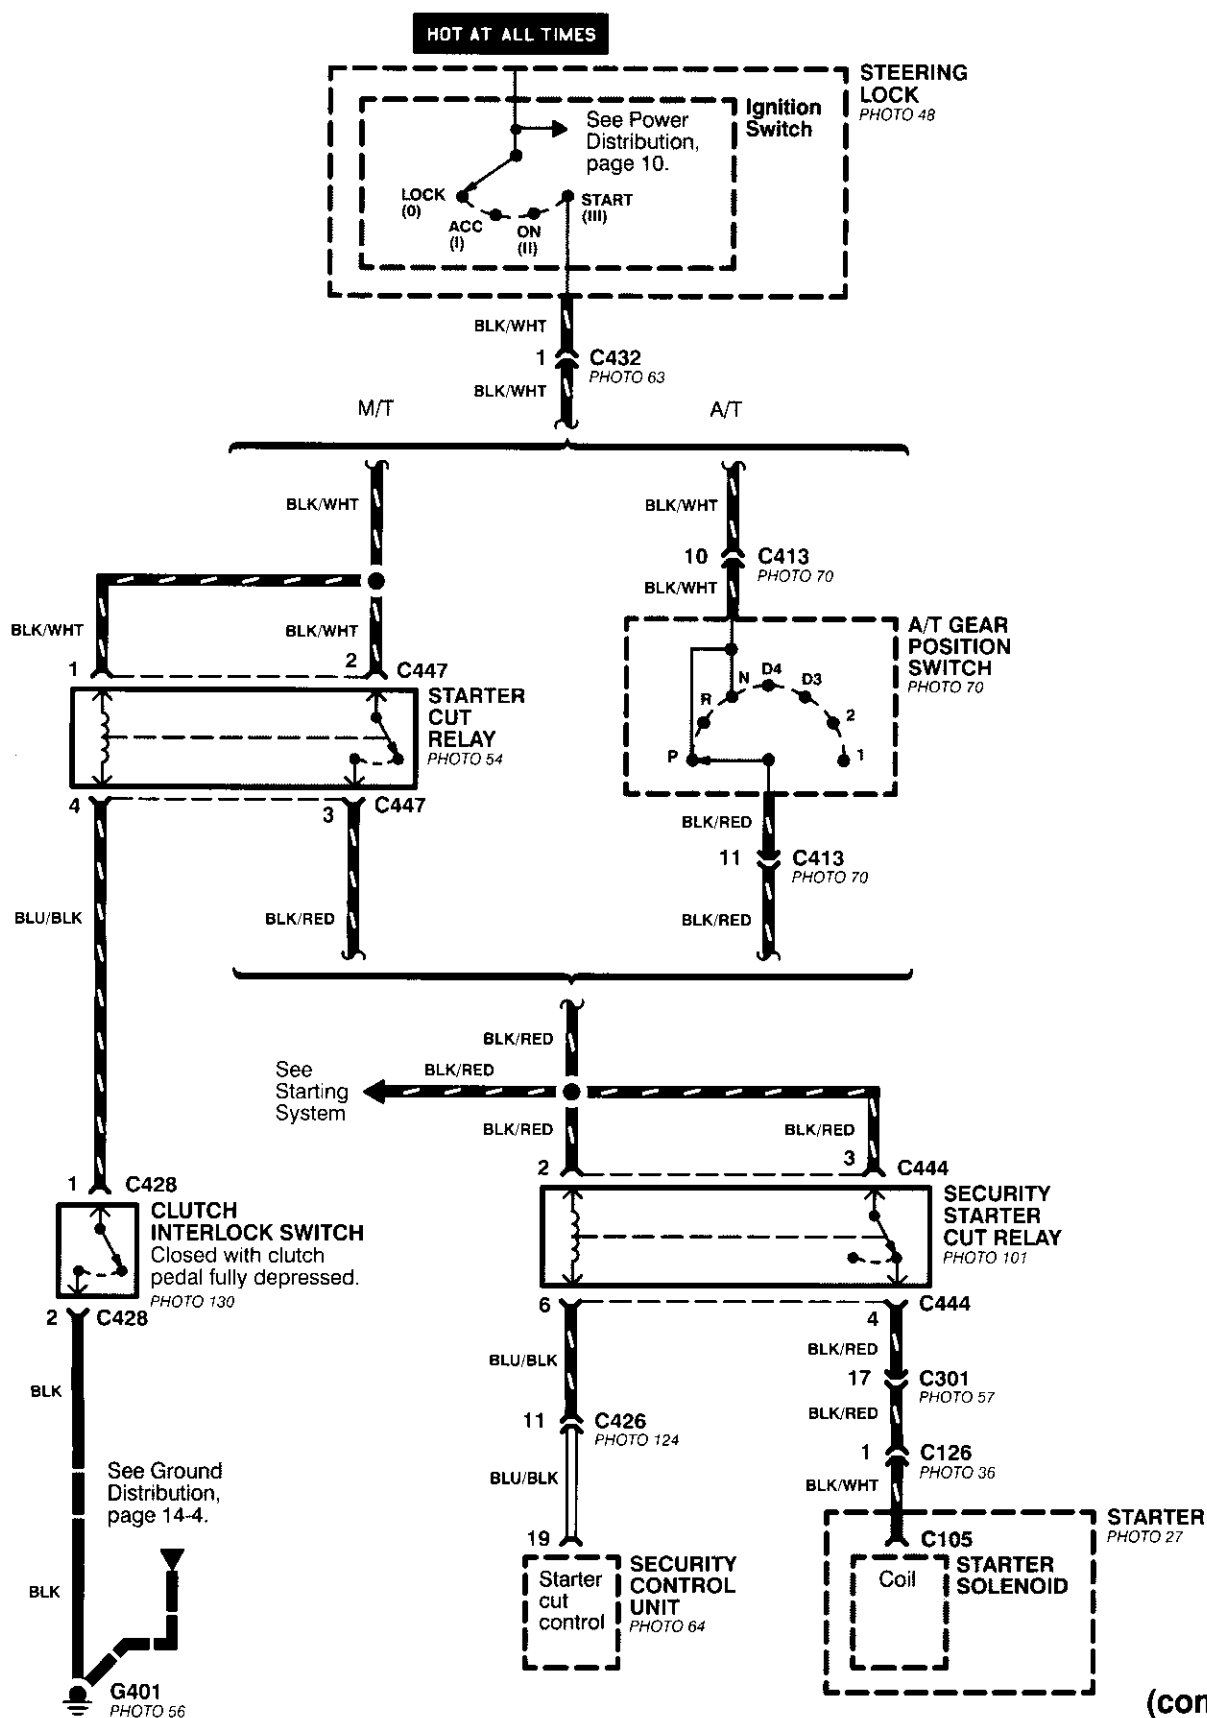 HOT AT ALL TIMES
STEERING
LOCK
PHOTO 48
Ignition
Switch
See Power
Distribution,
page 10.
LOCK
(0)
ACC
(I)
ON
(II)
START
(III)
BLK/WHT
1
C432
PHOTO 63
BLK/WHT
M/T
A/T
BLK/WHT
BLK/WHT
10
C413
PHOTO 70
BLK/WHT
BLK/WHT
BLK/WHT
1
2
C447
STARTER
CUT
RELAY
PHOTO 54
4
3
C447
A/T GEAR
POSITION
SWITCH
PHOTO 70
P
R
N
D4
D3
2
1
BLK/RED
11
C413
PHOTO 70
BLK/RED
BLU/BLK
BLK/RED
BLK/RED
See
Starting
System
BLK/RED
BLK/RED
BLK/RED
2
3
C444
SECURITY
STARTER
CUT RELAY
PHOTO 101
6
4
C444
1
C428
CLUTCH
INTERLOCK SWITCH
Closed with clutch
pedal fully depressed.
PHOTO 130
2
C428
BLK
See Ground
Distribution,
page 14-4.
BLK
G401
PHOTO 56
BLU/BLK
11
C426
PHOTO 124
BLU/BLK
19
Starter
cut
control
SECURITY
CONTROL
UNIT
PHOTO 64
BLK/RED
17
C301
PHOTO 57
BLK/RED
1
C126
PHOTO 36
BLK/WHT
STARTER
PHOTO 27
C105
Coil
STARTER
SOLENOID
(con